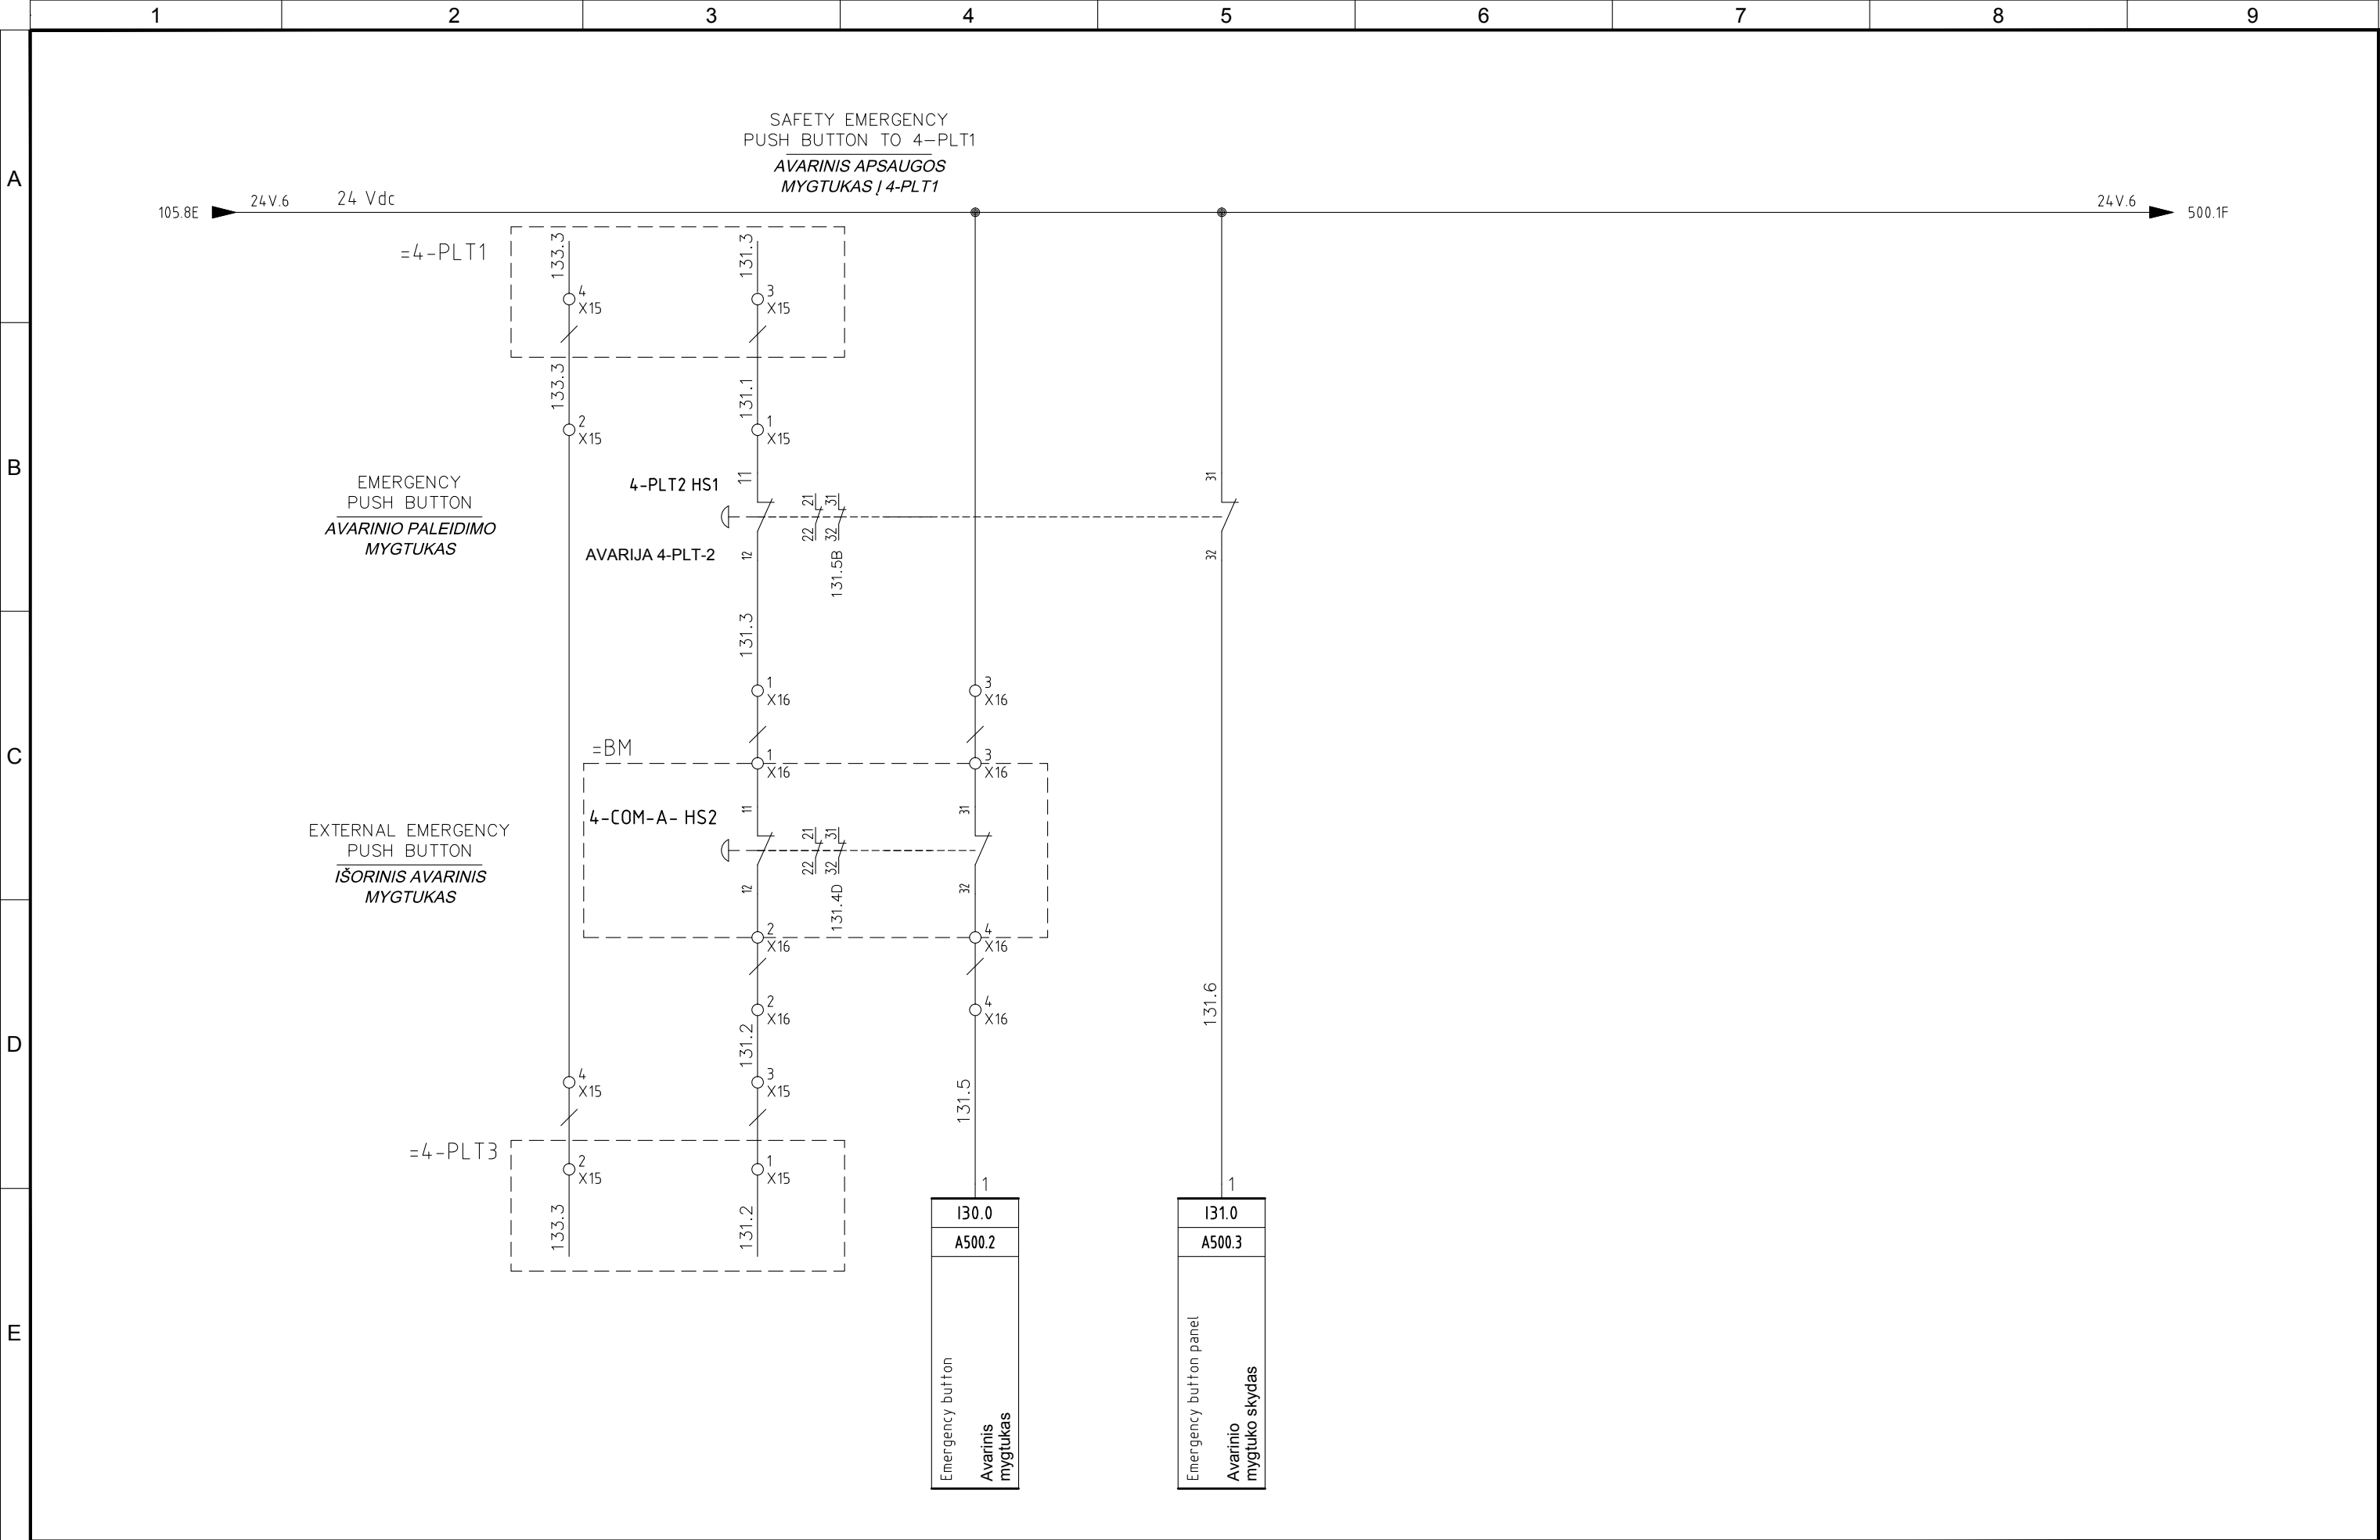 1 2 3 4 5 6 7 8 9
A
SAFETY EMERGENCY
PUSH BUTTON TO 4-PLT1
AVARINIS APSAUGOS
MYGTUKAS Į 4-PLT1
105.8E 24V.6 24 Vdc 24V.6 500.1F
=4-PLT1
133.3 131.3
4 3
X15 X15
133.3 131.1
2 1
X15 X15
B
EMERGENCY
PUSH BUTTON
AVARINIO PALEIDIMO
MYGTUKAS
4-PLT2 HS1
11 21 31 31
AVARIJA 4-PLT-2
12 22 32 32
131.5B
131.3
1 3
X16 X16
C
=BM
1 3
X16 X16
4-COM-A- HS2
11 21 31 31
EXTERNAL EMERGENCY
PUSH BUTTON
IŠORINIS AVARINIS
MYGTUKAS
12 22 32 32
131.4D
2 4
X16 X16
2 4
X16 X16
131.6
D
131.2
131.5
4 3
X15 X15
=4-PLT3
2 1
X15 X15
133.3 131.2
1 1
I30.0 I31.0
A500.2 A500.3
E
Emergency button
Avarinis
mygtukas
Emergency button panel
Avarinio
mygtuko skydas